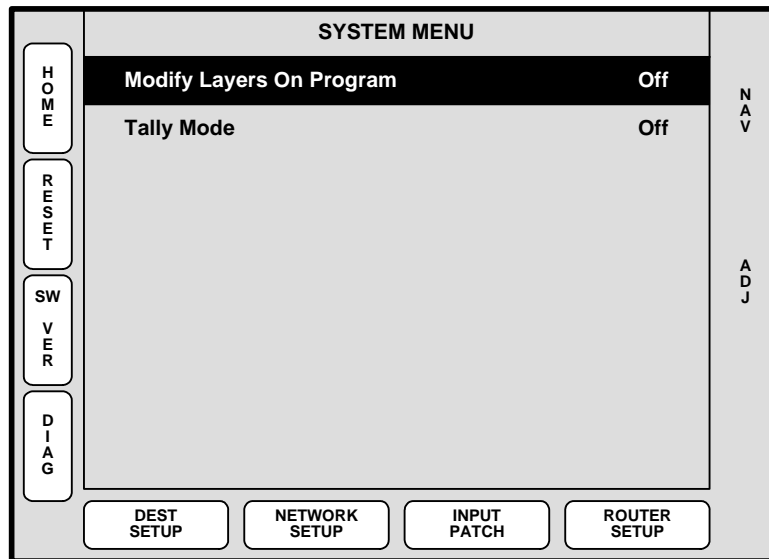 SYSTEM MENU
HOME
Modify Layers On Program Off
Tally Mode Off
RESET
SW VER
DIAG
NAV
ADJ
DEST SETUP
NETWORK SETUP
INPUT PATCH
ROUTER SETUP